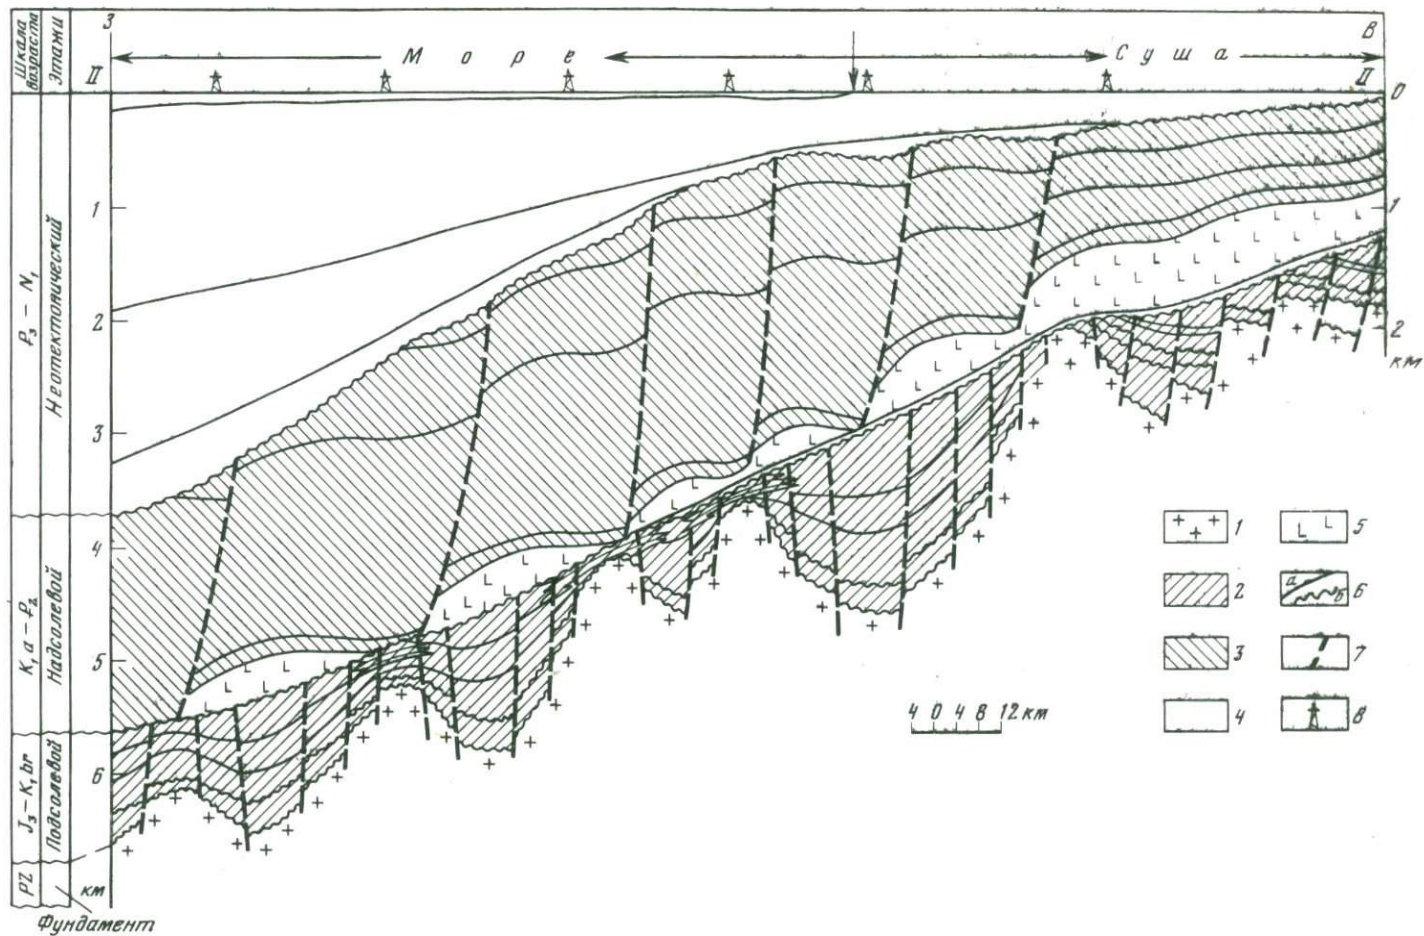 Шкала возраста
Этажи
З
В
М о р е
С у ш а
II
II
0
1
2
3
4
5
6
км
1
2
км
P₃ – N₁
Неотектонический
K₁a – P₂
Надсолевой
J₃ – K₁br
Подсолевой
PZ
Фундамент
1
2
3
4
5
а
б
6
7
8
4 0 4 8 12 км